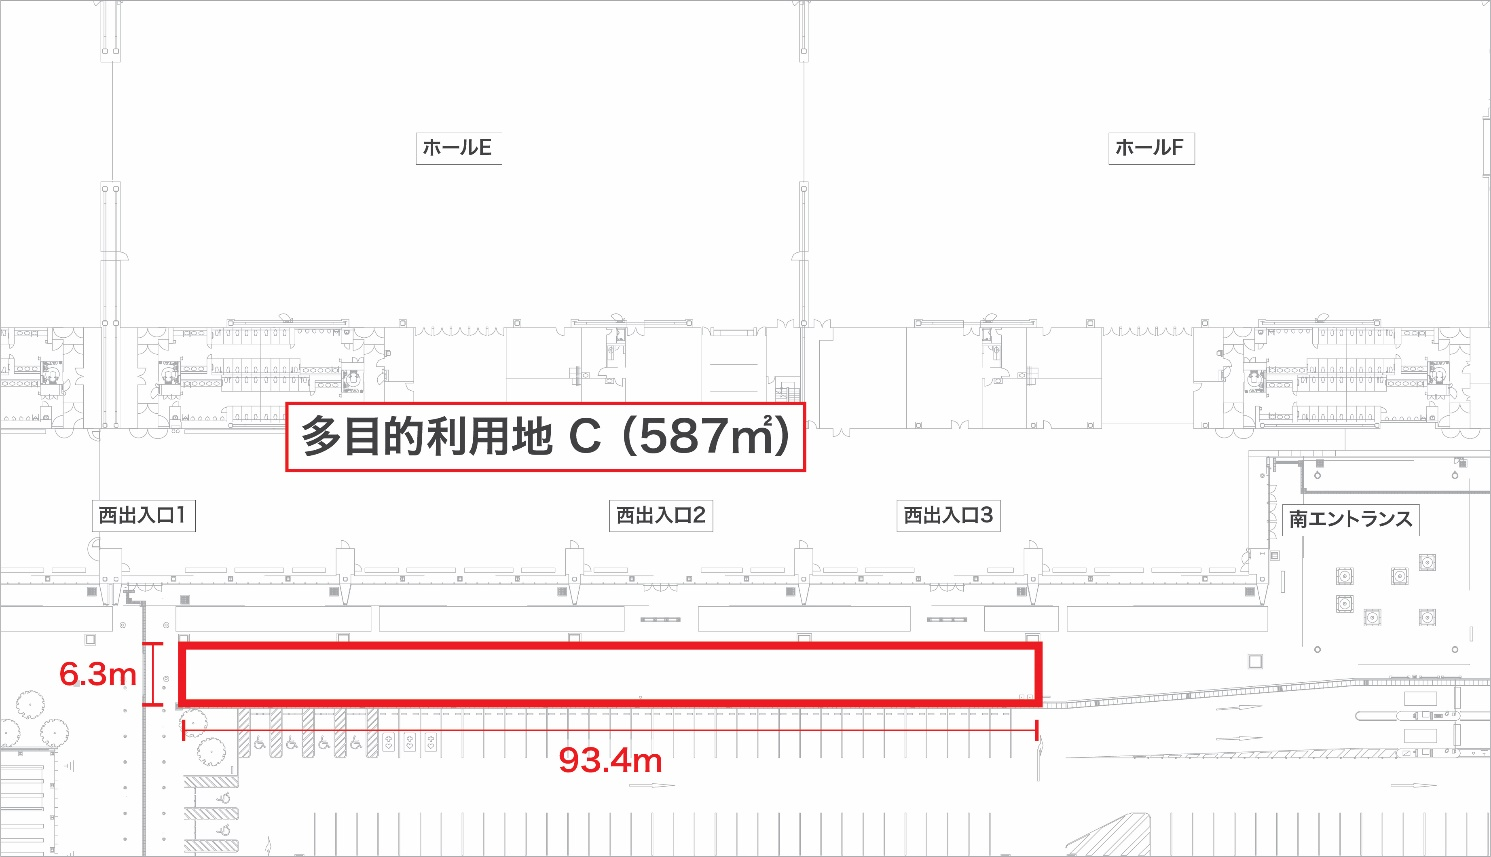 ホールE
ホールF
多目的利用地 C（587㎡）
西出入口1
西出入口2
西出入口3
南エントランス
6.3m
93.4m